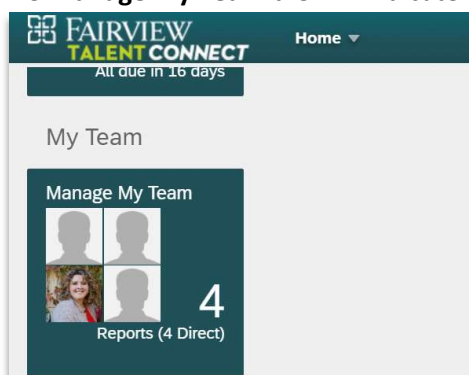 FAIRVIEW
TALENT CONNECT
Home
All due in 16 days
My Team
Manage My Team
4
Reports (4 Direct)